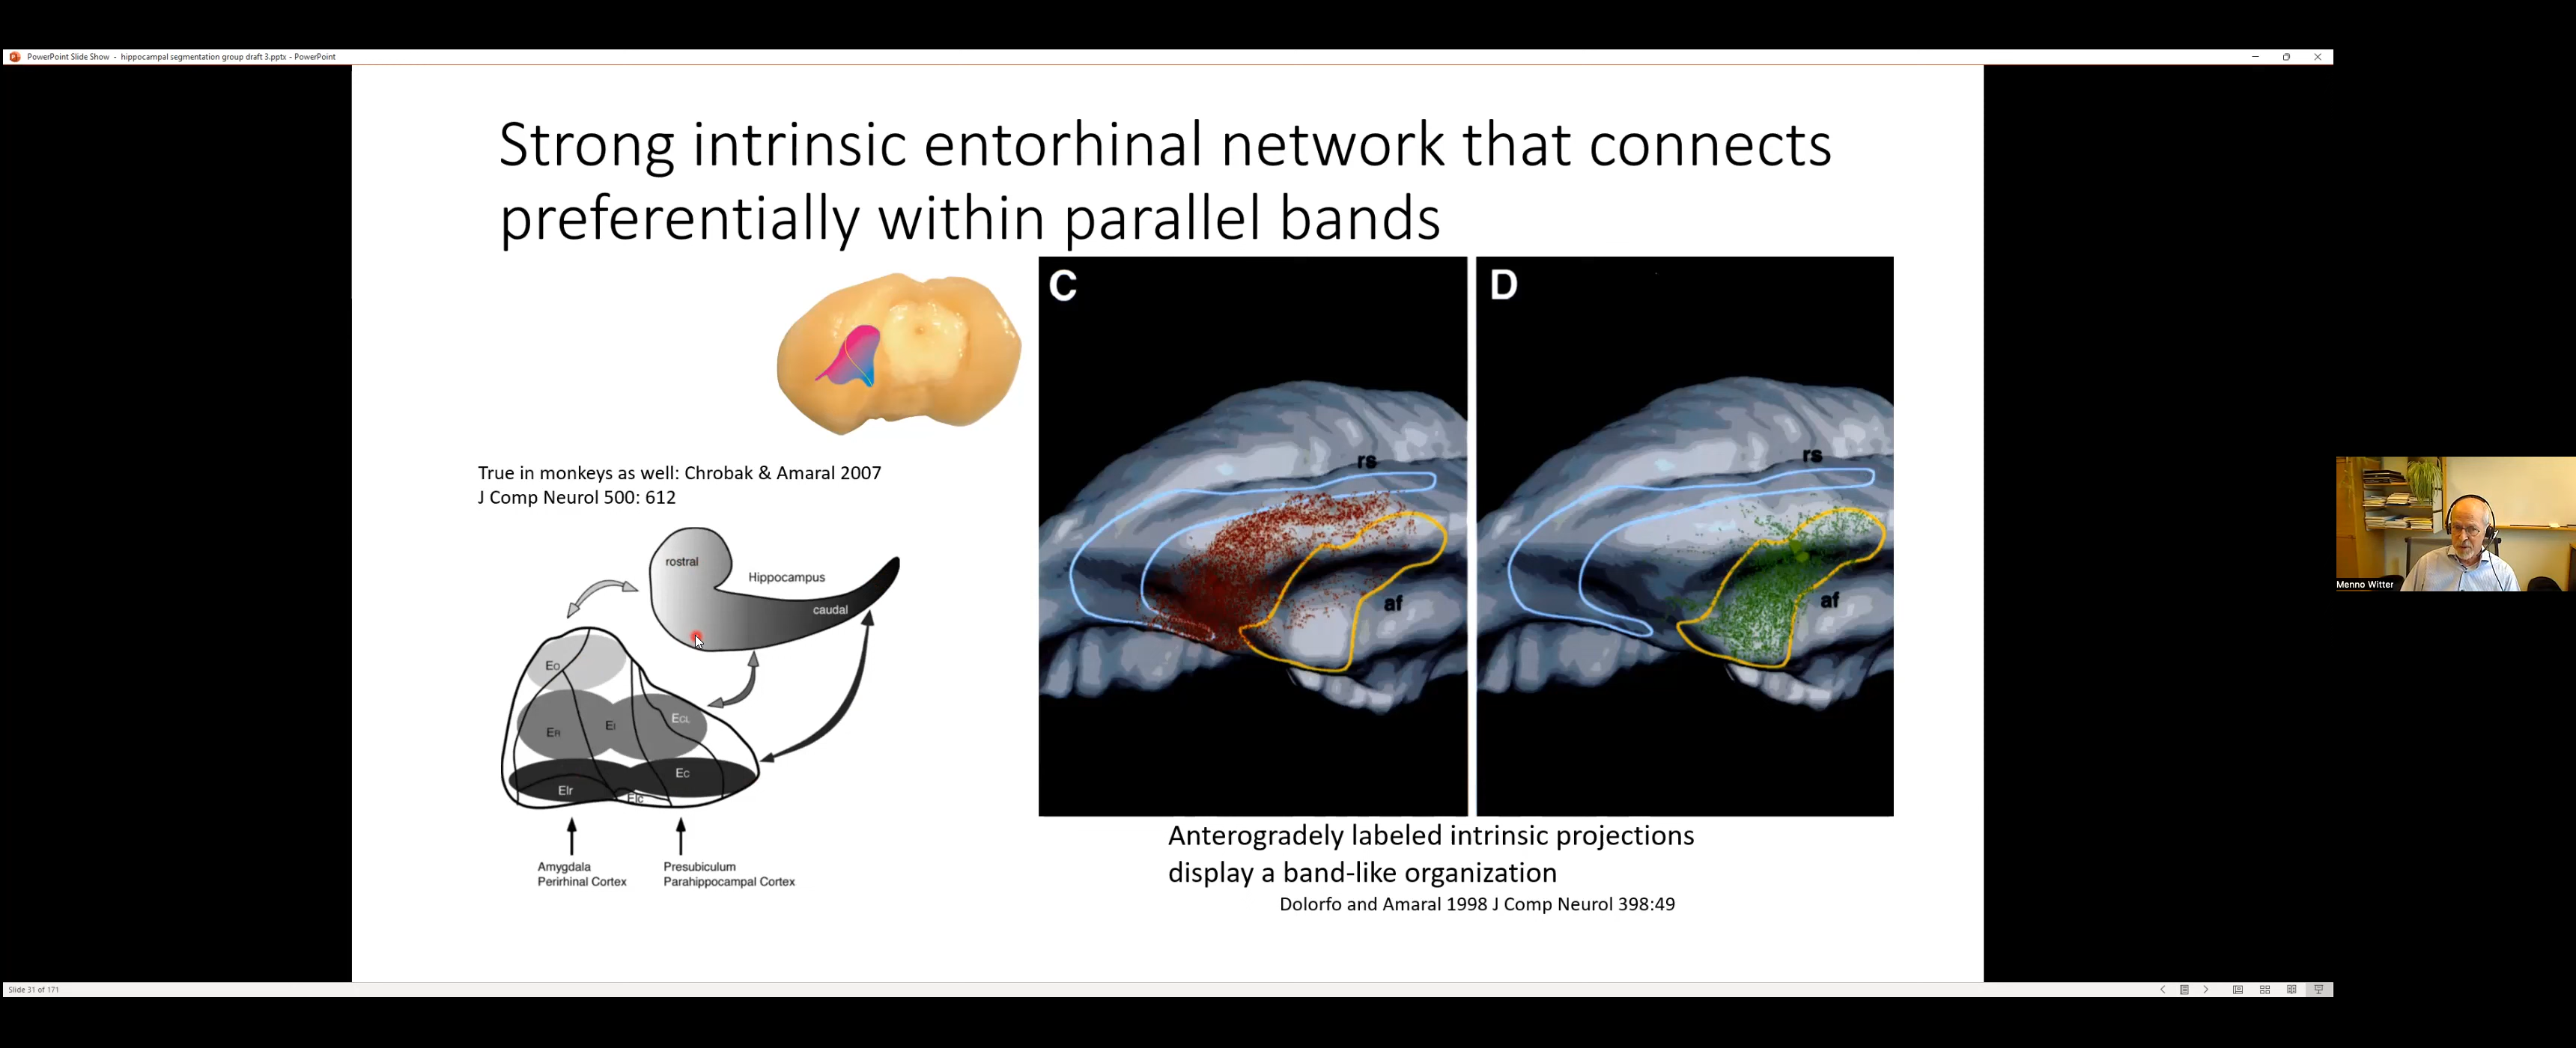 PowerPoint Slide Show - hippocampal segmentation group draft 3.pptx - PowerPoint
Strong intrinsic entorhinal network that connects
preferentially within parallel bands
C
D
rs
rs
af
af
True in monkeys as well: Chrobak & Amaral 2007
J Comp Neurol 500: 612
rostral
Hippocampus
caudal
EO
ER
EI
ECL
EC
Elr
Elc
Amygdala
Perirhinal Cortex
Presubiculum
Parahippocampal Cortex
Anterogradely labeled intrinsic projections
display a band-like organization
Dolorfo and Amaral 1998 J Comp Neurol 398:49
Menno Witter
Slide 31 of 171